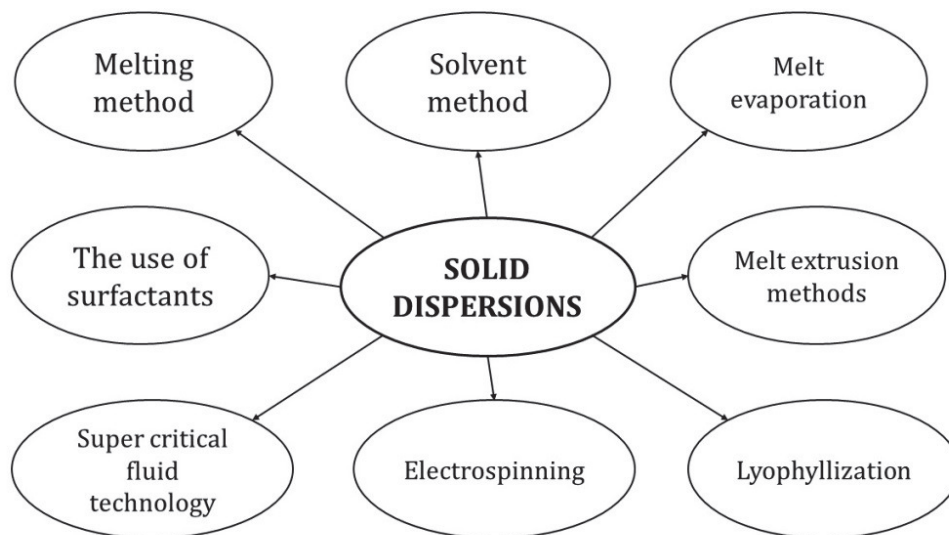 Melting
method
Solvent
method
Melt
evaporation
The use of
surfactants
SOLID
DISPERSIONS
Melt extrusion
methods
Super critical
fluid
technology
Electrospinning
Lyophyllization